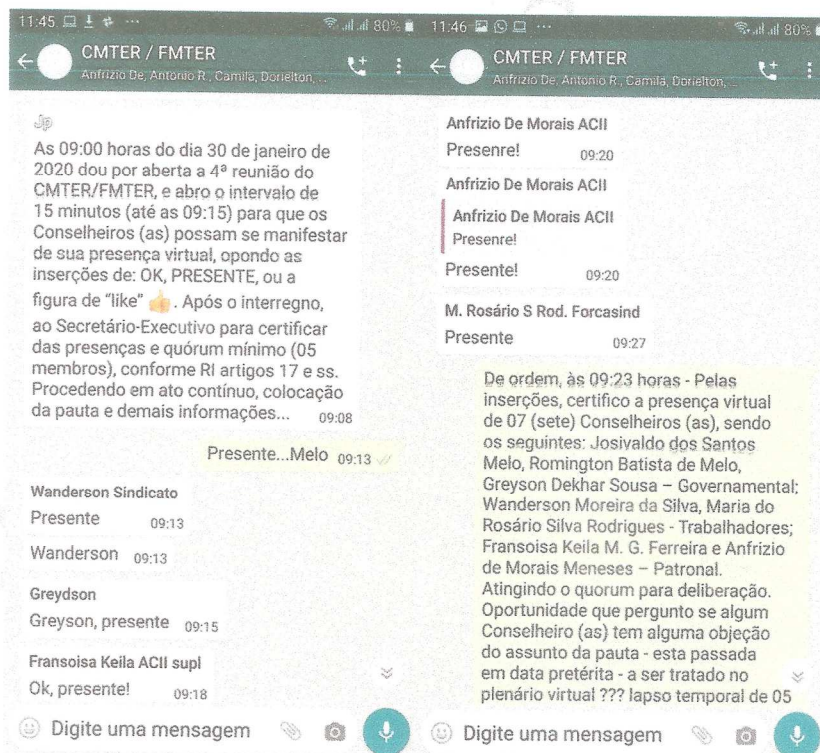 11:45 ... 80%
CMTER / FMTER
Anfrizio De, Antonio R., Camila, Dorielton, ...
Jp
As 09:00 horas do dia 30 de janeiro de
2020 dou por aberta a 4ª reunião do
CMTER/FMTER, e abro o intervalo de
15 minutos (até as 09:15) para que os
Conselheiros (as) possam se manifestar
de sua presença virtual, opondo as
inserções de: OK, PRESENTE, ou a
figura de "like" 👍. Após o interregno,
ao Secretário-Executivo para certificar
das presenças e quórum mínimo (05
membros), conforme RI artigos 17 e ss.
Procedendo em ato contínuo, colocação
da pauta e demais informações... 09:08
Presente...Melo 09:13
Wanderson Sindicato
Presente 09:13
Wanderson 09:13
Greydson
Greyson, presente 09:15
Fransoisa Keila ACII supl
Ok, presente! 09:18
Digite uma mensagem
11:46 ... 80%
CMTER / FMTER
Anfrizio De, Antonio R., Camila, Dorielton, ...
Anfrizio De Morais ACII
Presenre! 09:20
Anfrizio De Morais ACII
Anfrizio De Morais ACII
Presenre!
Presente! 09:20
M. Rosário S Rod. Forcasind
Presente 09:27
De ordem, às 09:23 horas - Pelas
inserções, certifico a presença virtual
de 07 (sete) Conselheiros (as), sendo
os seguintes: Josivaldo dos Santos
Melo, Romington Batista de Melo,
Greyson Dekhar Sousa – Governamental;
Wanderson Moreira da Silva, Maria do
Rosário Silva Rodrigues - Trabalhadores;
Fransoisa Keila M. G. Ferreira e Anfrizio
de Morais Meneses – Patronal.
Atingindo o quorum para deliberação.
Oportunidade que pergunto se algum
Conselheiro (as) tem alguma objeção
do assunto da pauta - esta passada
em data pretérita - a ser tratado no
plenário virtual ??? lapso temporal de 05
Digite uma mensagem